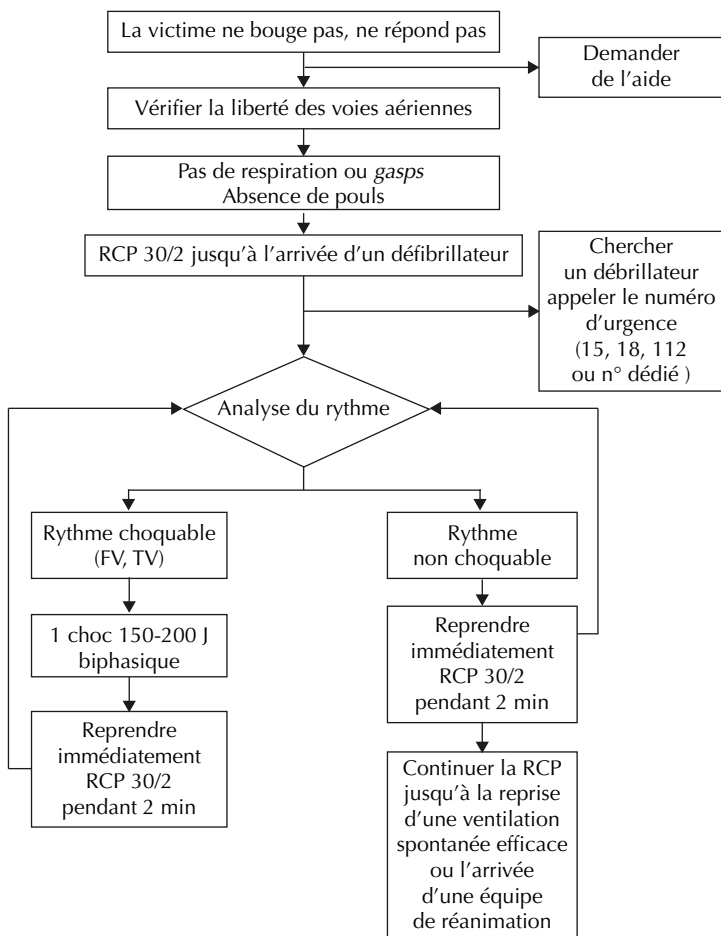 La victime ne bouge pas, ne répond pas
Demander
de l’aide
Vérifier la liberté des voies aériennes
Pas de respiration ou gasps
Absence de pouls
RCP 30/2 jusqu’à l’arrivée d’un défibrillateur
Chercher
un débrillateur
appeler le numéro
d’urgence
(15, 18, 112
ou n° dédié )
Analyse du rythme
Rythme choquable
(FV, TV)
1 choc 150-200 J
biphasique
Reprendre
immédiatement
RCP 30/2
pendant 2 min
Rythme
non choquable
Reprendre
immédiatement
RCP 30/2
pendant 2 min
Continuer la RCP
jusqu’à la reprise
d’une ventilation
spontanée efficace
ou l’arrivée
d’une équipe
de réanimation